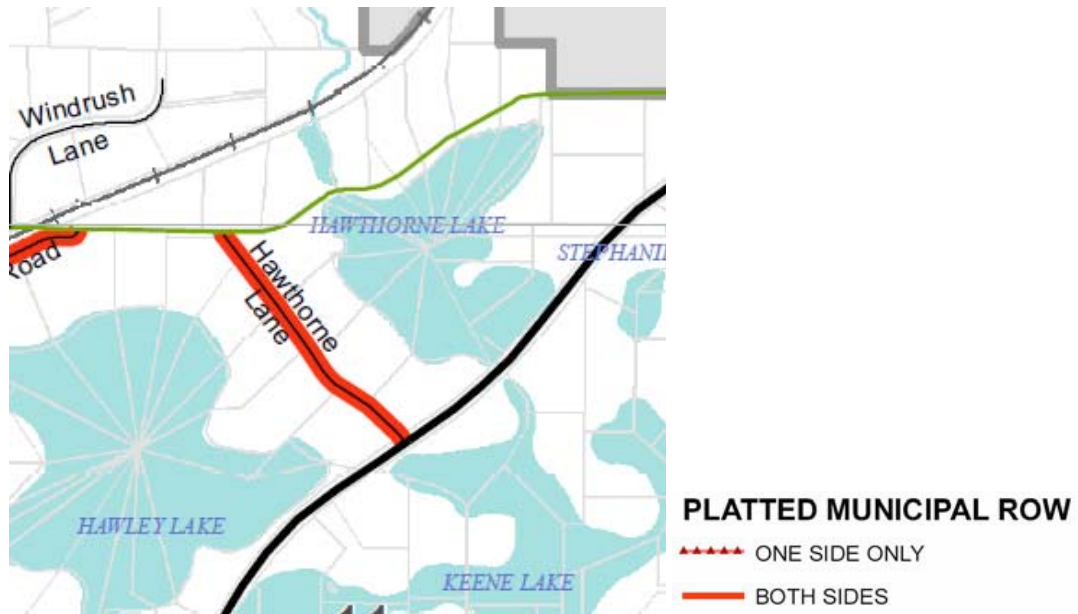 Windrush
Lane
HAWTHORNE LAKE
STEPHANI
Road
Hawthorne
Lane
HAWLEY LAKE
KEENE LAKE
PLATTED MUNICIPAL ROW
ONE SIDE ONLY
BOTH SIDES